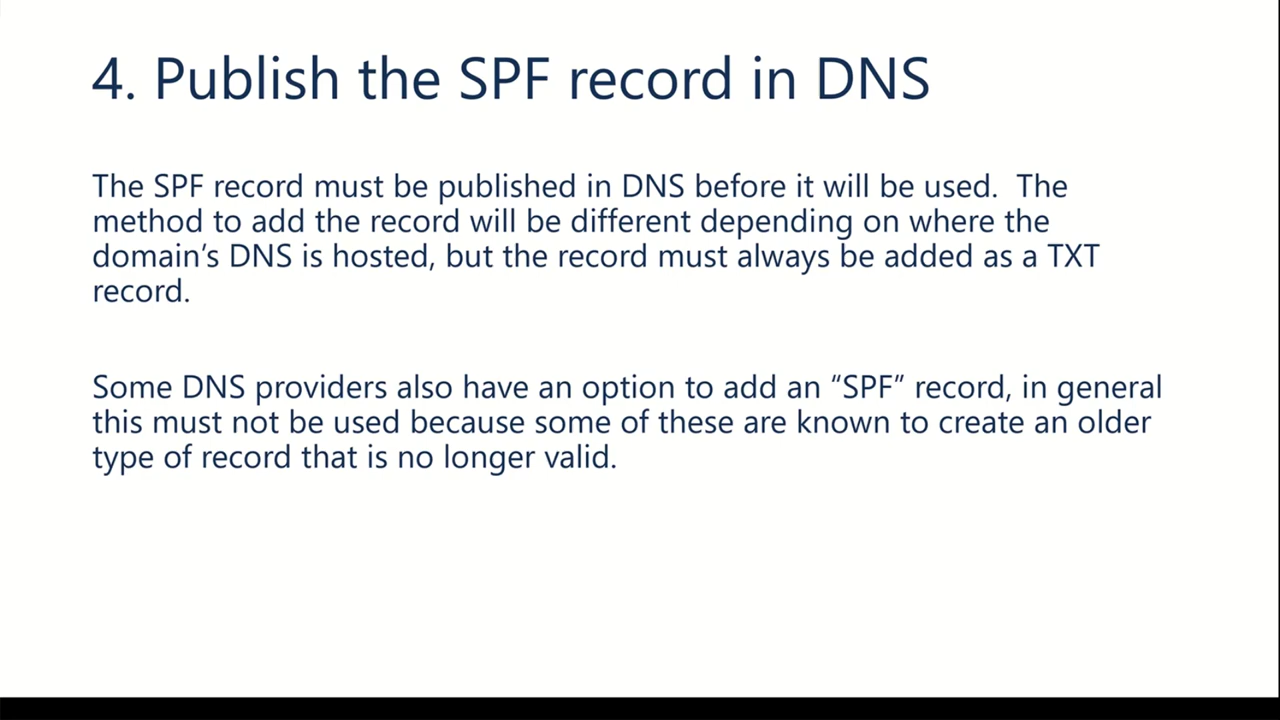 4. Publish the SPF record in DNS
The SPF record must be published in DNS before it will be used.  The
method to add the record will be different depending on where the
domain’s DNS is hosted, but the record must always be added as a TXT
record.
Some DNS providers also have an option to add an “SPF” record, in general
this must not be used because some of these are known to create an older
type of record that is no longer valid.